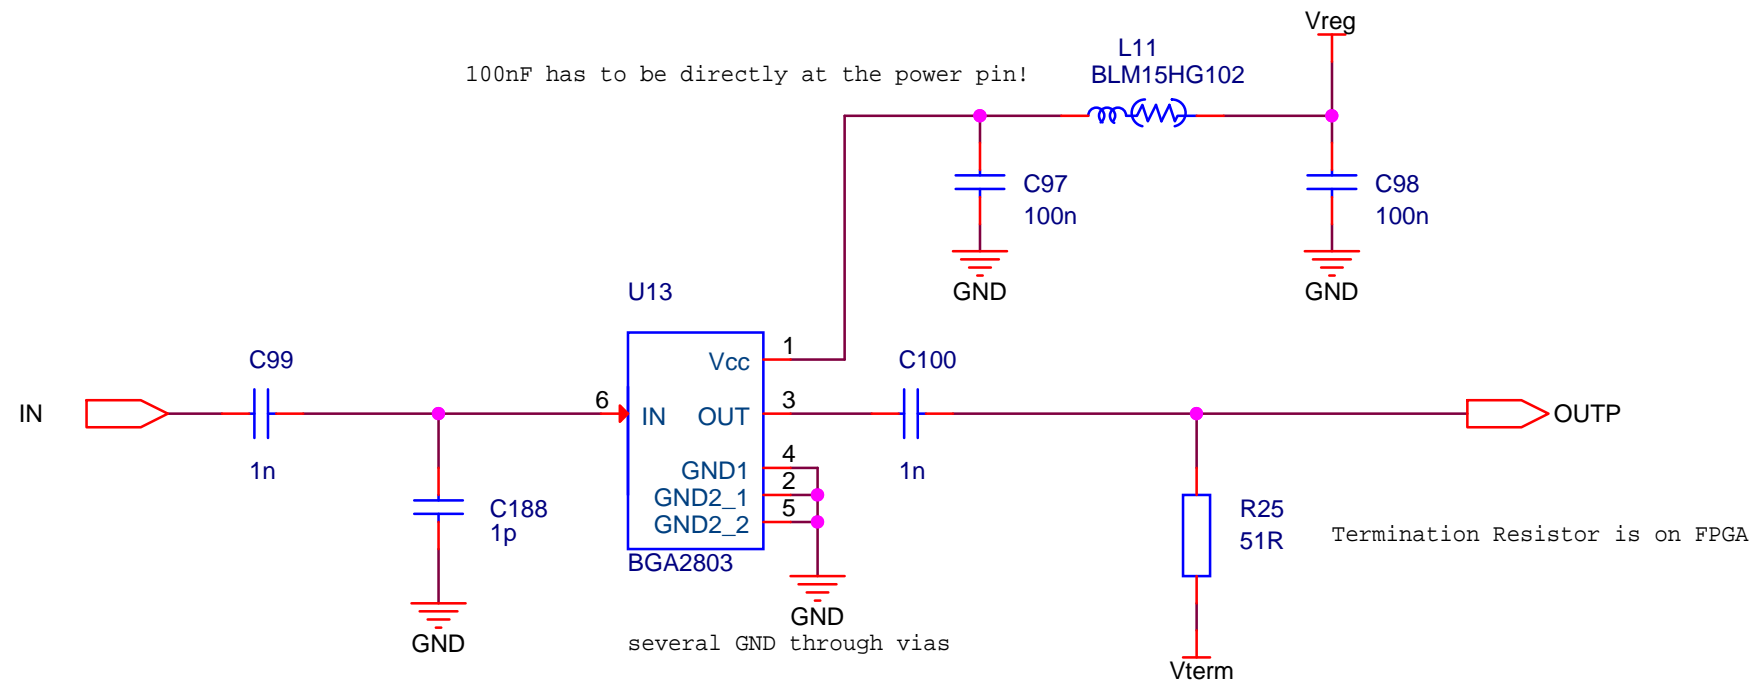 Vreg
L11
BLM15HG102
100nF has to be directly at the power pin!
C97
100n
C98
100n
GND
GND
U13
C99
1
C100
Vcc
IN
6
IN
OUT
3
OUTP
1n
1n
GND1
4
GND2_1
2
GND2_2
5
C188
1p
R25
51R
Termination Resistor is on FPGA
BGA2803
GND
GND
several GND through vias
Vterm